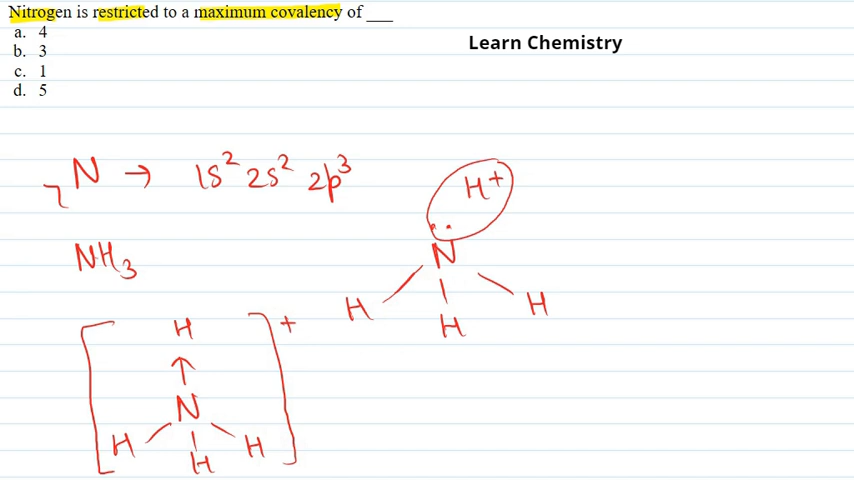 Nitrogen is restricted to a maximum covalency of ___
a. 4
Learn Chemistry
b. 3
c. 1
d. 5
₇N → 1s² 2s² 2p³
H+
NH₃
N
H H
H
[ H ]+
↑
N
H H
H